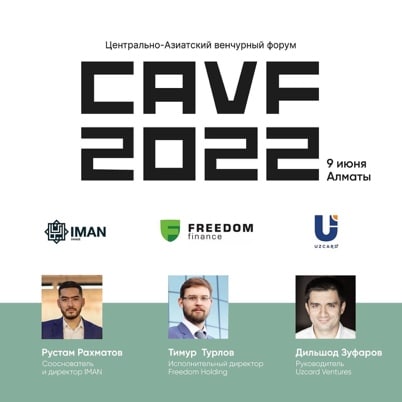 Центрально-Азиатский венчурный форум
CAVF
2022
9 июня
Алматы
IMAN
FREEDOM
finance
UZCARD
Рустам Рахматов
Сооснователь
и директор IMAN
Тимур Турлов
Исполнительный директор
Freedom Holding
Дильшод Зуфаров
Руководитель
Uzcard Ventures